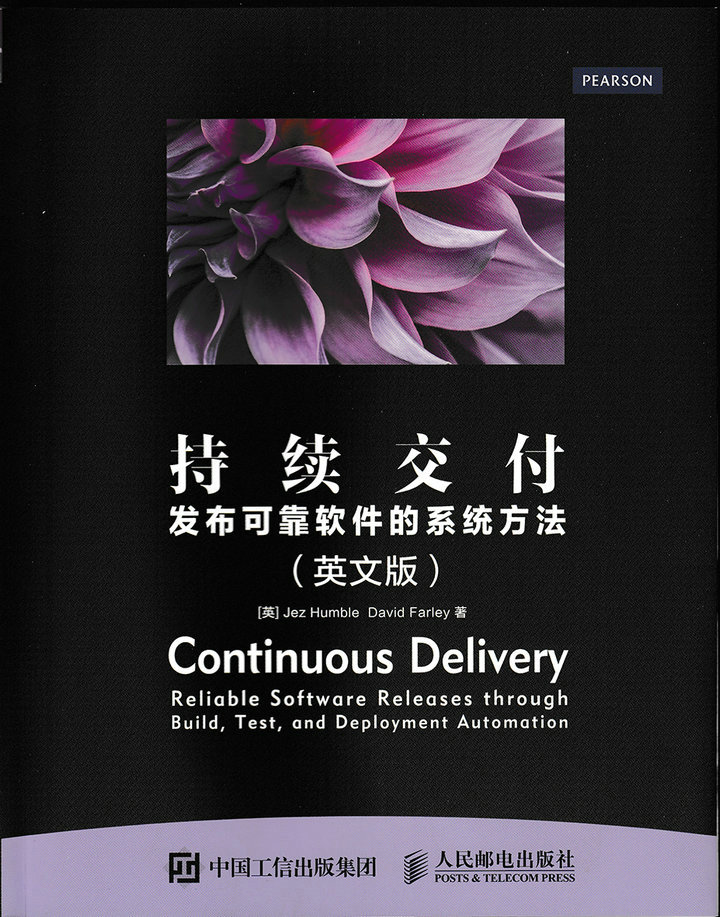 PEARSON
持续交付
发布可靠软件的系统方法
（英文版）
[英] Jez Humble David Farley 著
Continuous Delivery
Reliable Software Releases through
Build, Test, and Deployment Automation
中国工信出版集团
人民邮电出版社
POSTS & TELECOM PRESS